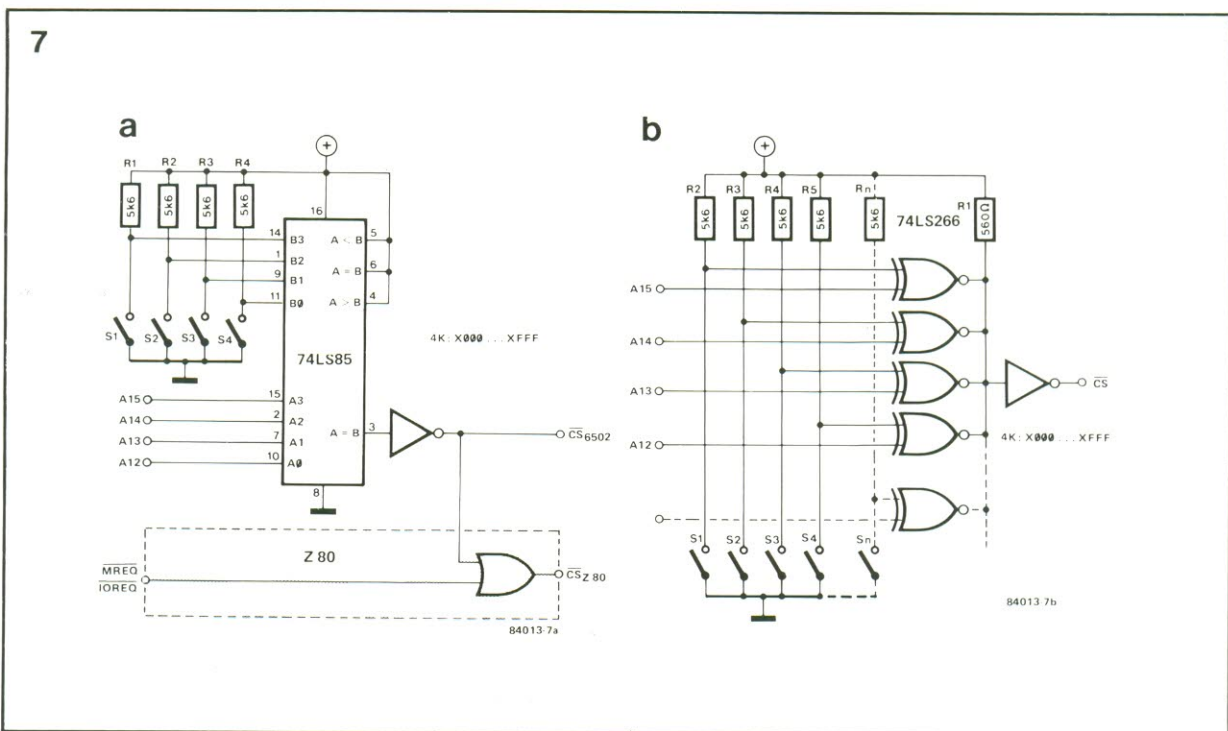 7
a
R1 R2 R3 R4
5k6 5k6 5k6 5k6
16
14 B3 A < B 5
1 B2
9 B1 A = B 6
11 B0 A > B 4
S1 S2 S3 S4
74LS85
4K: X000 ... XFFF
A15 15 A3
A14 2 A2
A13 7 A1
A12 10 A0
A = B 3
CS 6502
8
Z 80
MREQ
IOREQ
CS Z 80
84013-7a
b
R2 R3 R4 R5 Rn R1
5k6 5k6 5k6 5k6 5k6 560Ω
74LS266
A15
A14
A13
A12
CS
4K: X000 ... XFFF
S1 S2 S3 S4 Sn
84013 7b